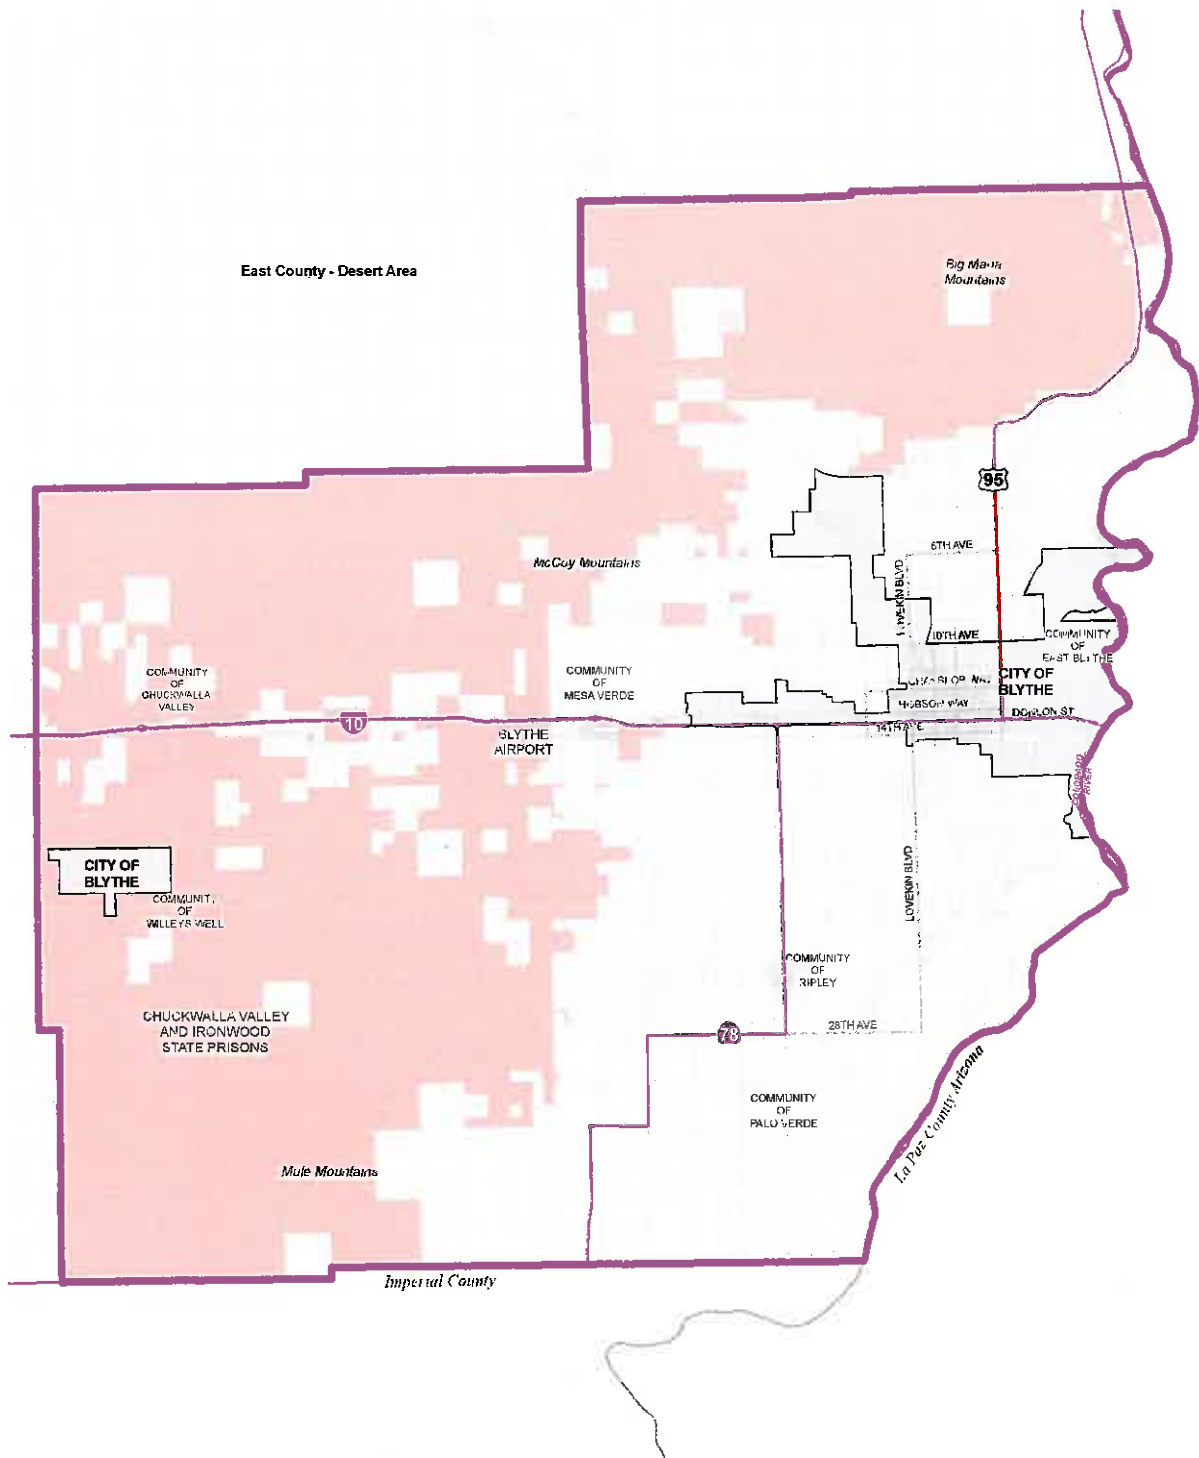 East County - Desert Area
Big Maria
Mountains
95
6TH AVE
McCoy Mountains
LOVEKIN BLVD
10TH AVE
COMMUNITY
OF
EAST BLYTHE
COMMUNITY
OF
CHUCKWALLA
VALLEY
COMMUNITY
OF
MESA VERDE
CITY OF
BLYTHE
HOBSON WAY
DONLON ST
10
14TH AVE
BLYTHE
AIRPORT
COLORADO
RIVER
CITY OF
BLYTHE
LOVEKIN BLVD
COMMUNITY
OF
WILLEYS WELL
COMMUNITY
OF
RIPLEY
CHUCKWALLA VALLEY
AND IRONWOOD
STATE PRISONS
78
28TH AVE
La Paz County Arizona
COMMUNITY
OF
PALO VERDE
Mule Mountains
Imperial County